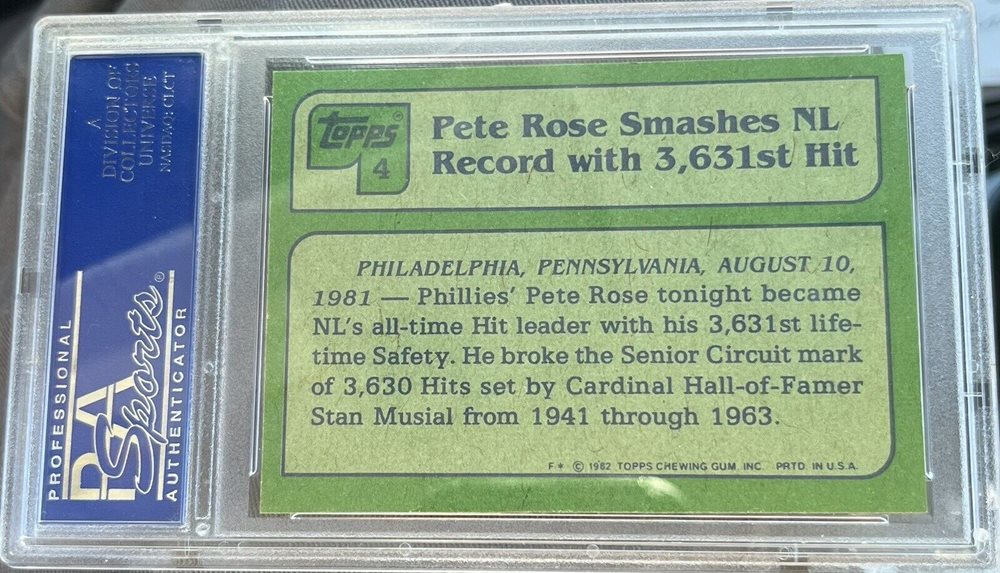 A
DIVISION OF
COLLECTORS
UNIVERSE
NASDAQ: CLCT
PROFESSIONAL
PSA
Sports®
AUTHENTICATOR
Topps®
4
Pete Rose Smashes NL
Record with 3,631st Hit
PHILADELPHIA, PENNSYLVANIA, AUGUST 10,
1981 — Phillies' Pete Rose tonight became
NL's all-time Hit leader with his 3,631st life-
time Safety. He broke the Senior Circuit mark
of 3,630 Hits set by Cardinal Hall-of-Famer
Stan Musial from 1941 through 1963.
F* © 1982 TOPPS CHEWING GUM, INC. PRTD. IN U.S.A.